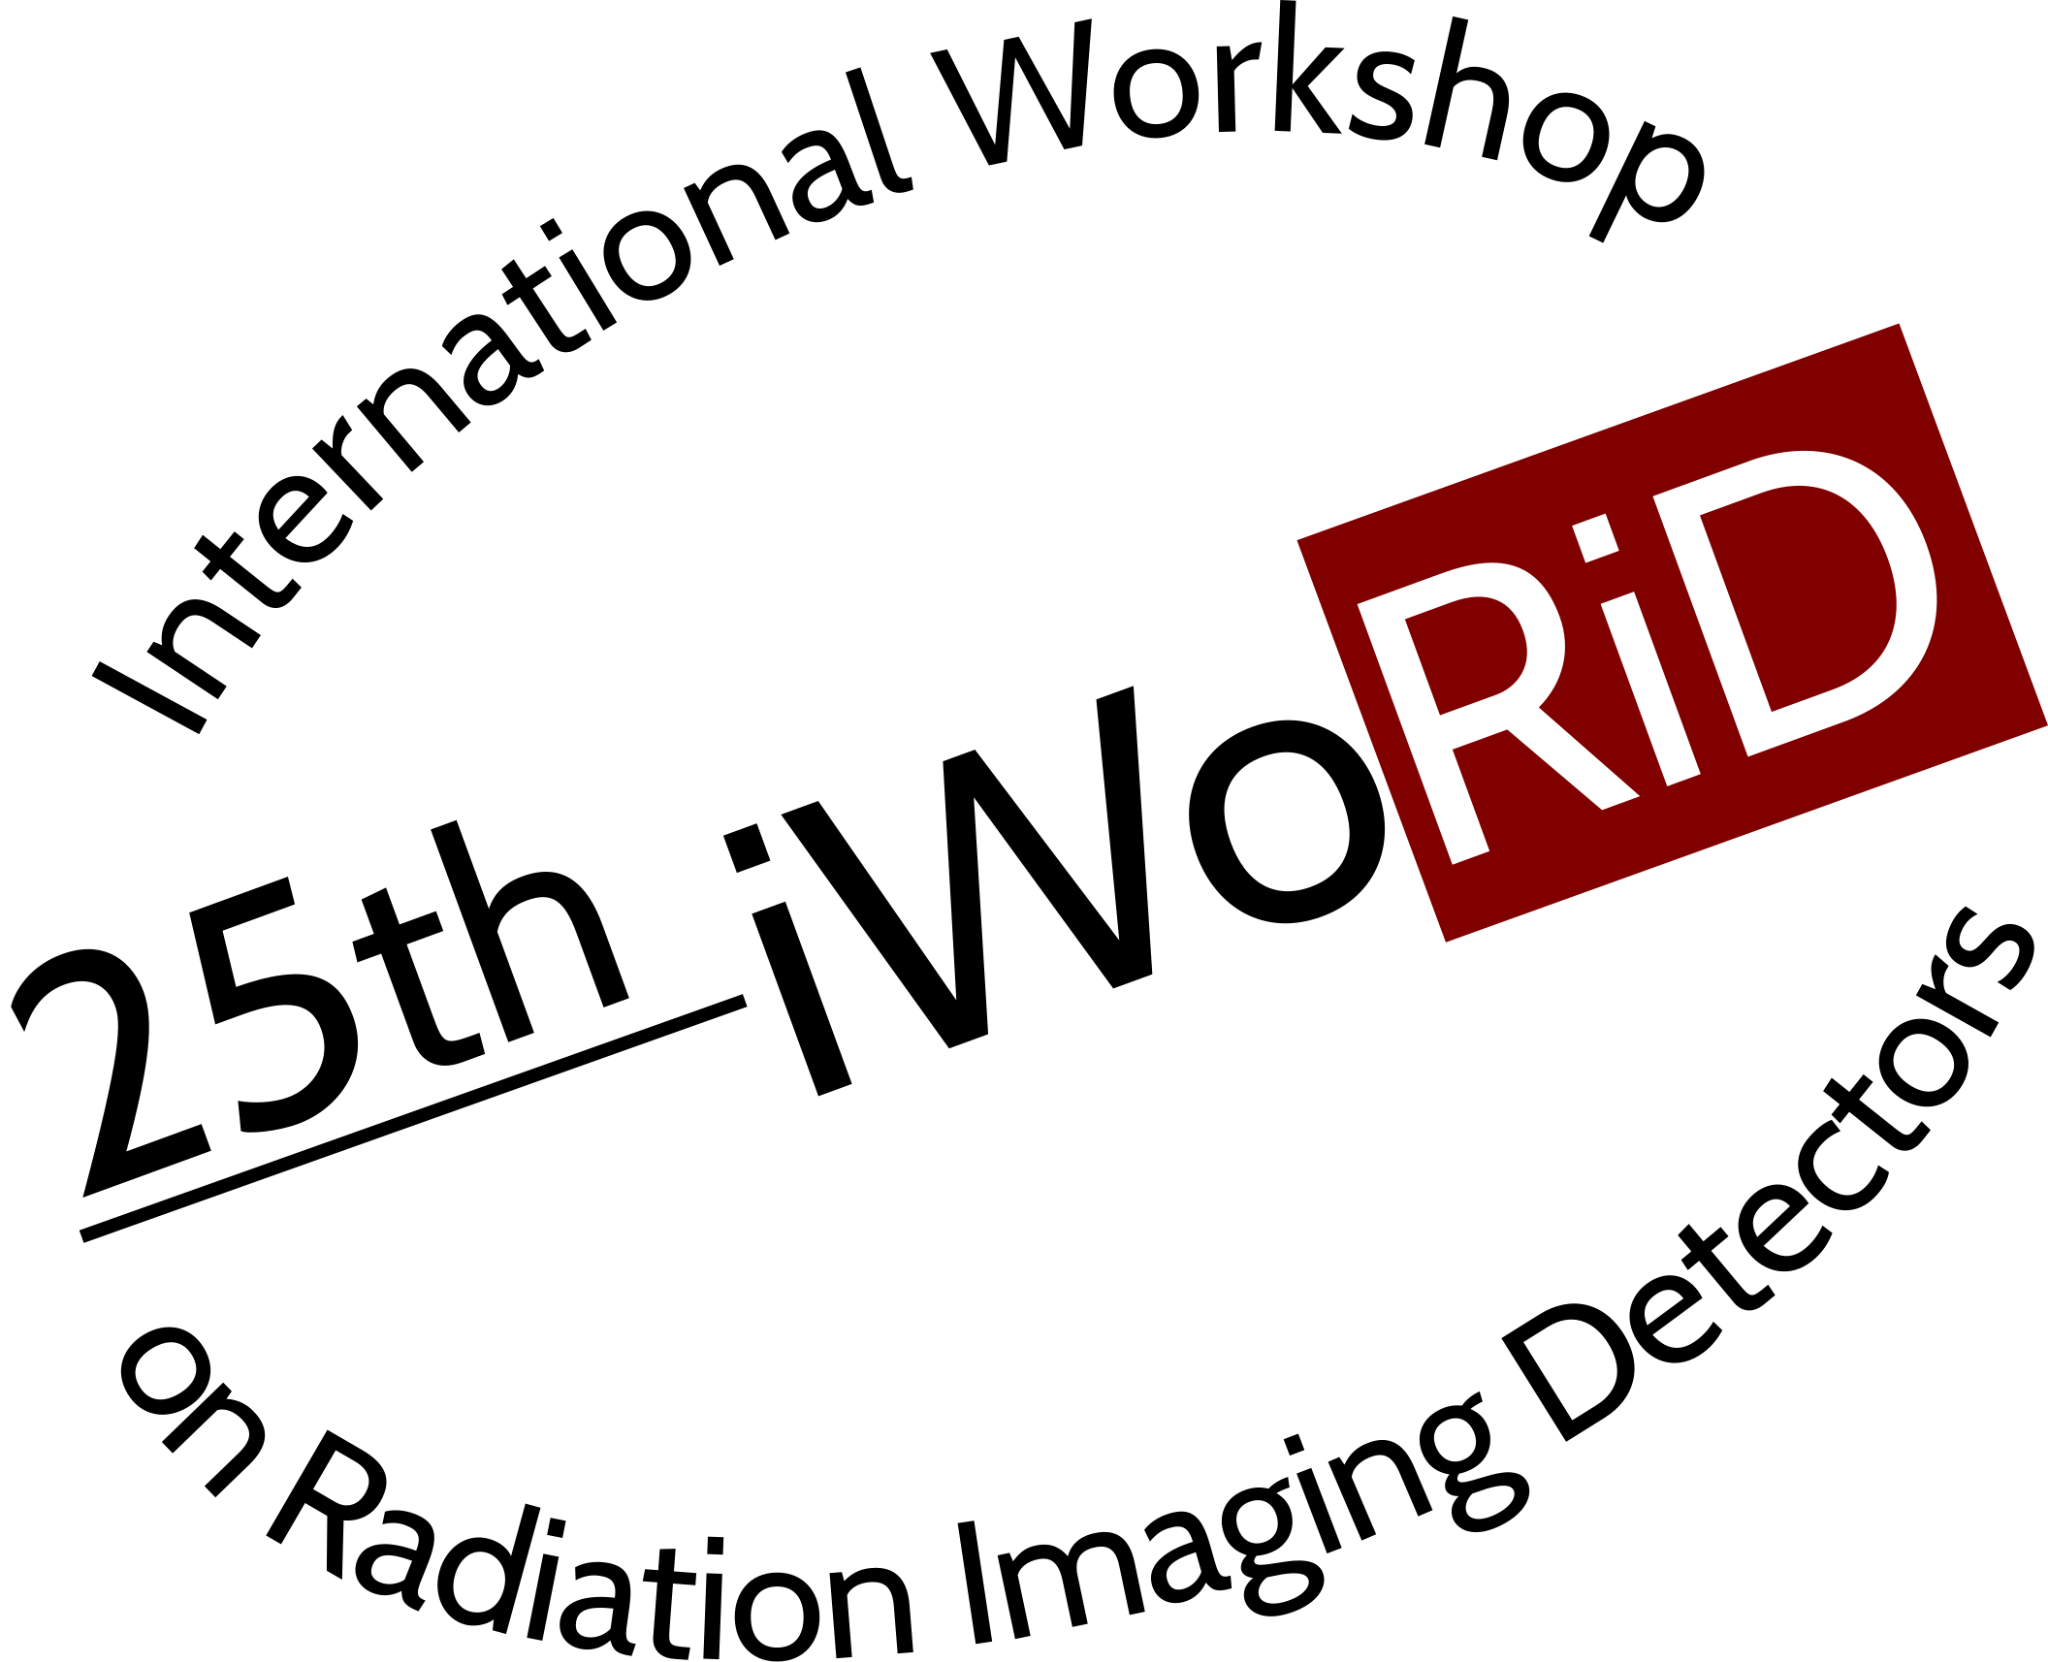 International Workshop
25th iWoRiD
on Radiation Imaging Detectors